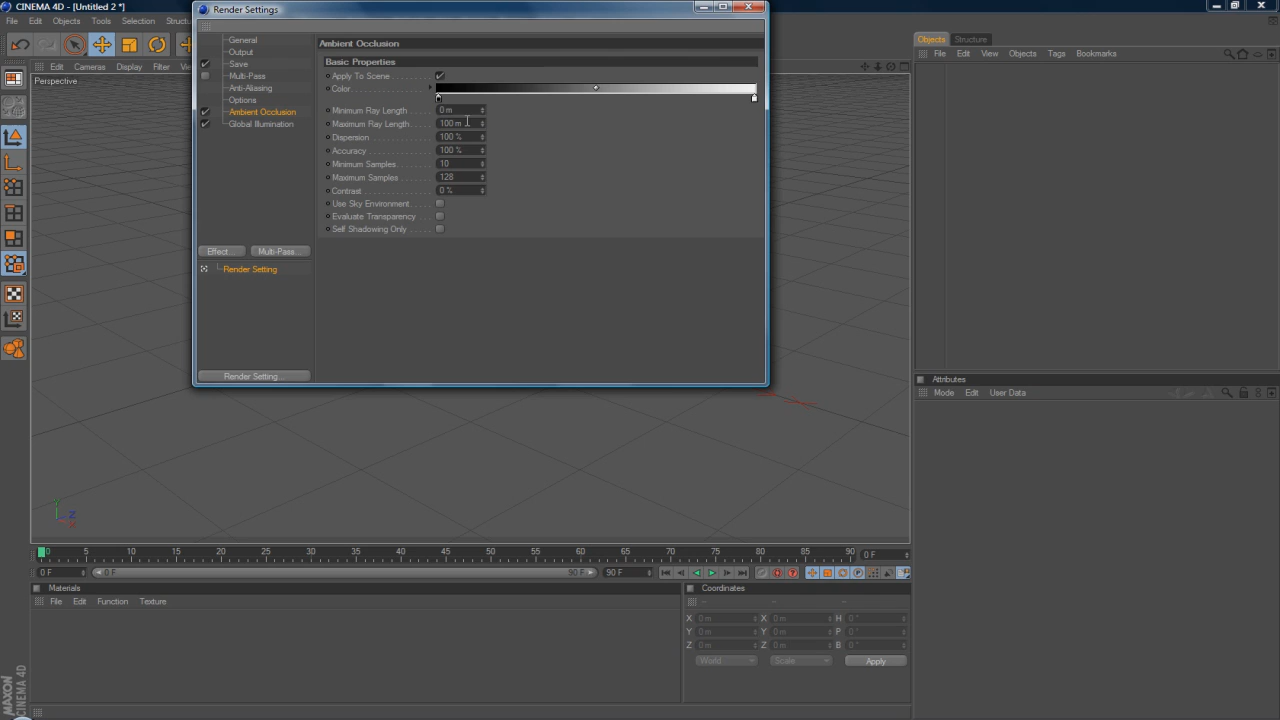 CINEMA 4D - [Untitled 2 *]
Render Settings
File Edit Objects Tools Selection
Edit Cameras Display Filter
Perspective
General
Output
Save
Multi-Pass
Anti-Aliasing
Options
Ambient Occlusion
Global Illumination
Effect...
Multi-Pass...
Render Setting
Render Setting...
Ambient Occlusion
Basic Properties
Apply To Scene
Color
Minimum Ray Length 0 m
Maximum Ray Length 100 m
Dispersion 100 %
Accuracy 100 %
Minimum Samples 10
Maximum Samples 128
Contrast 0 %
Use Sky Environment
Evaluate Transparency
Self Shadowing Only
Objects Structure
File Edit View Objects Tags Bookmarks
Attributes
Mode Edit User Data
Y Z X
0 5 10 15 20 25 30 35 40 45 50 55 60 65 70 75 80 85 90 0 F
0 F 0 F 90 F 90 F
Materials
File Edit Function Texture
Coordinates
-- -- --
X 0 m X 0 m H 0 °
Y 0 m Y 0 m P 0 °
Z 0 m Z 0 m B 0 °
World Scale Apply
MAXON
CINEMA 4D